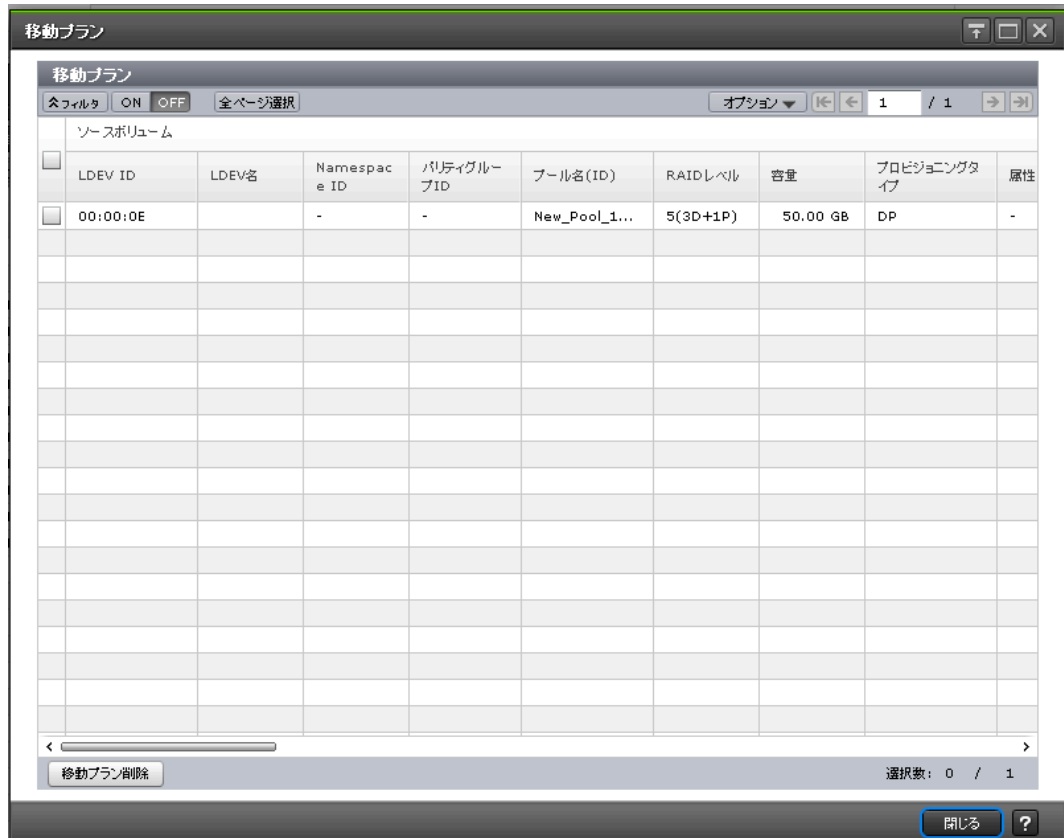 移動プラン
移動プラン
フィルタ ON OFF 全ページ選択 オプション 1 / 1
ソースボリューム
LDEV ID LDEV名 Namespac パリティグルー プール名(ID) RAIDレベル 容量 プロビジョニングタ 属性
e ID プID イプ
00:00:0E - - New_Pool_1... 5(3D+1P) 50.00 GB DP -
移動プラン削除 選択数: 0 / 1
閉じる ?